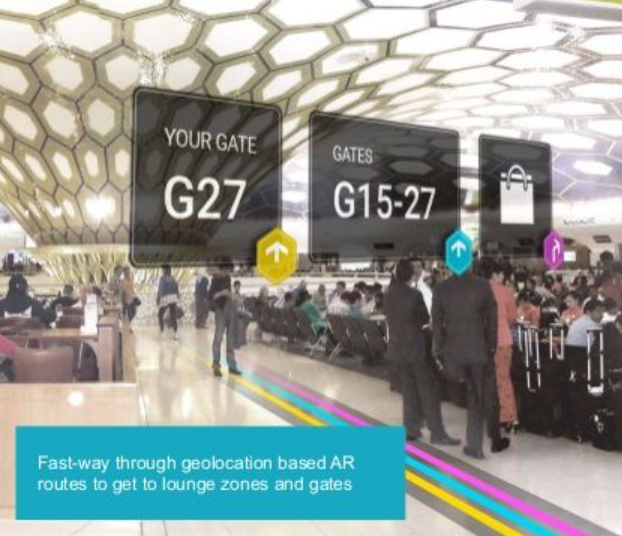 YOUR GATE
G27
GATES
G15-27
Fast-way through geolocation based AR
routes to get to lounge zones and gates